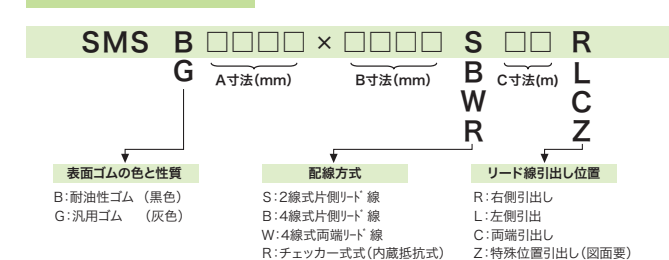 SMS B □□□□ × □□□□ S □□ R
G A寸法(mm) B寸法(mm) B C寸法(m) L
W C
R Z
表面ゴムの色と性質 配線方式 リード線引出し位置
B:耐油性ゴム (黒色) S:2線式片側リード線 R:右側引出し
G:汎用ゴム (灰色) B:4線式片側リード線 L:左側引出
W:4線式両端リード線 C:両端引出し
R:チェッカー式式(内蔵抵抗式) Z:特殊位置引出し(図面要)